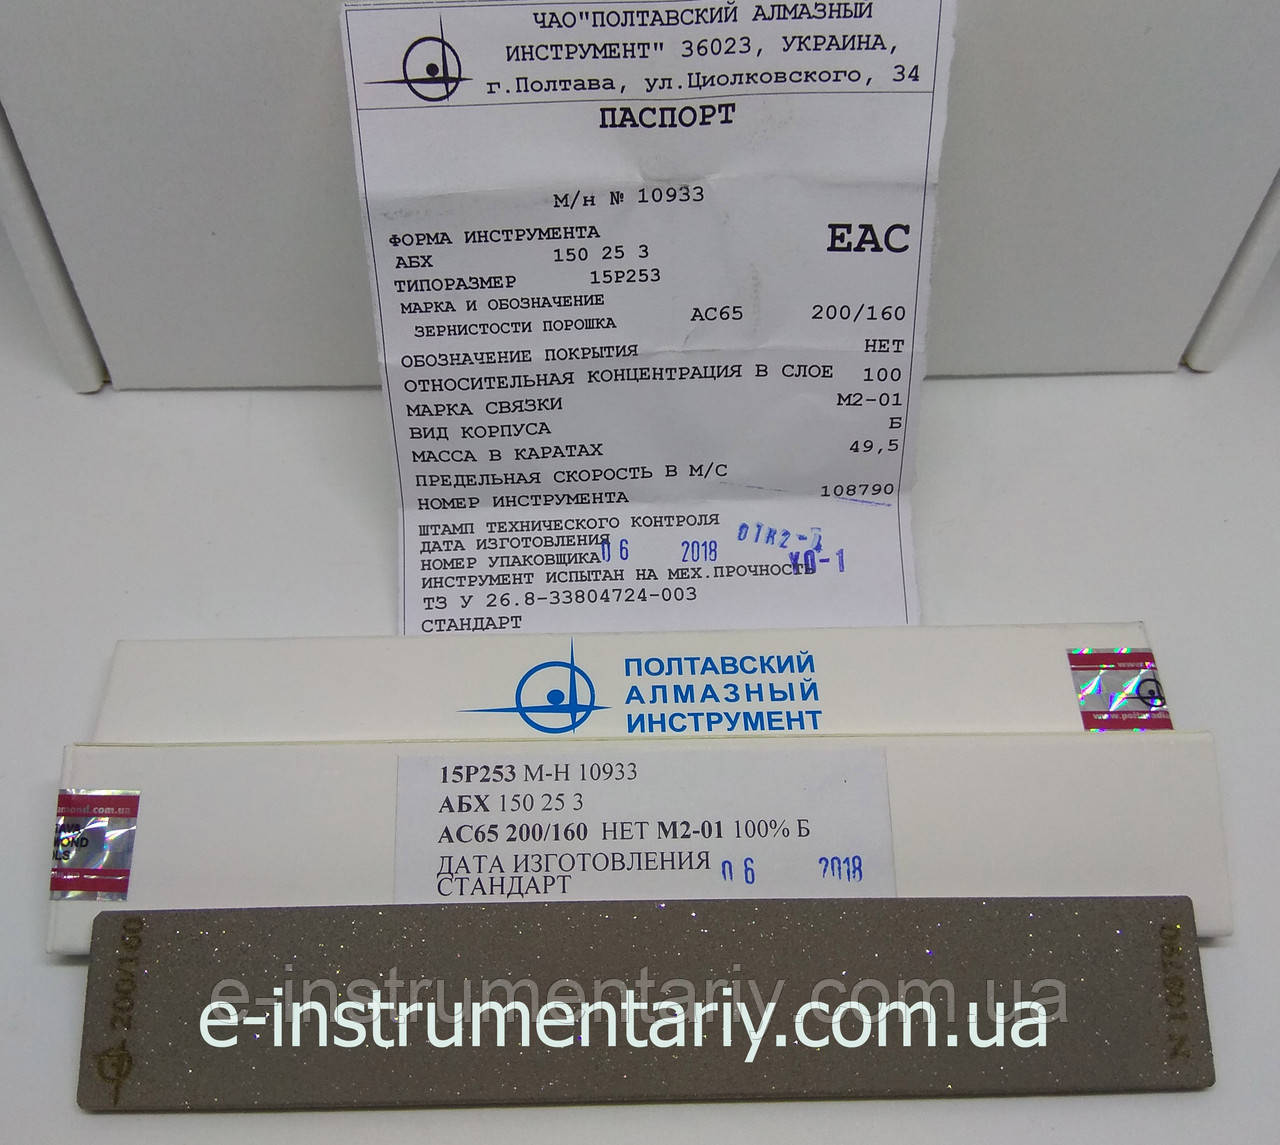 ЧАО"ПОЛТАВСКИЙ АЛМАЗНЫЙ
ИНСТРУМЕНТ" 36023, УКРАИНА,
г.Полтава, ул.Циолковского, 34
ПАСПОРТ
М/н № 10933
ФОРМА ИНСТРУМЕНТА
EAC
АБХ 150 25 3
ТИПОРАЗМЕР 15Р253
МАРКА И ОБОЗНАЧЕНИЕ
ЗЕРНИСТОСТИ ПОРОШКА АС65 200/160
ОБОЗНАЧЕНИЕ ПОКРЫТИЯ НЕТ
ОТНОСИТЕЛЬНАЯ КОНЦЕНТРАЦИЯ В СЛОЕ 100
МАРКА СВЯЗКИ М2-01
ВИД КОРПУСА Б
МАССА В КАРАТАХ 49,5
ПРЕДЕЛЬНАЯ СКОРОСТЬ В М/С
НОМЕР ИНСТРУМЕНТА 108790
ШТАМП ТЕХНИЧЕСКОГО КОНТРОЛЯ
ДАТА ИЗГОТОВЛЕНИЯ 06 2018
НОМЕР УПАКОВЩИКА УО-1
ИНСТРУМЕНТ ИСПЫТАН НА МЕХ.ПРОЧНОСТЬ
ТЗ У 26.8-33804724-003
СТАНДАРТ
ПОЛТАВСКИЙ
АЛМАЗНЫЙ
ИНСТРУМЕНТ
15Р253 М-Н 10933
АБХ 150 25 3
АС65 200/160 НЕТ М2-01 100% Б
ДАТА ИЗГОТОВЛЕНИЯ 06 2018
СТАНДАРТ
200/160
N 108790
e-instrumentariy.com.ua
e-instrumentariy.com.ua